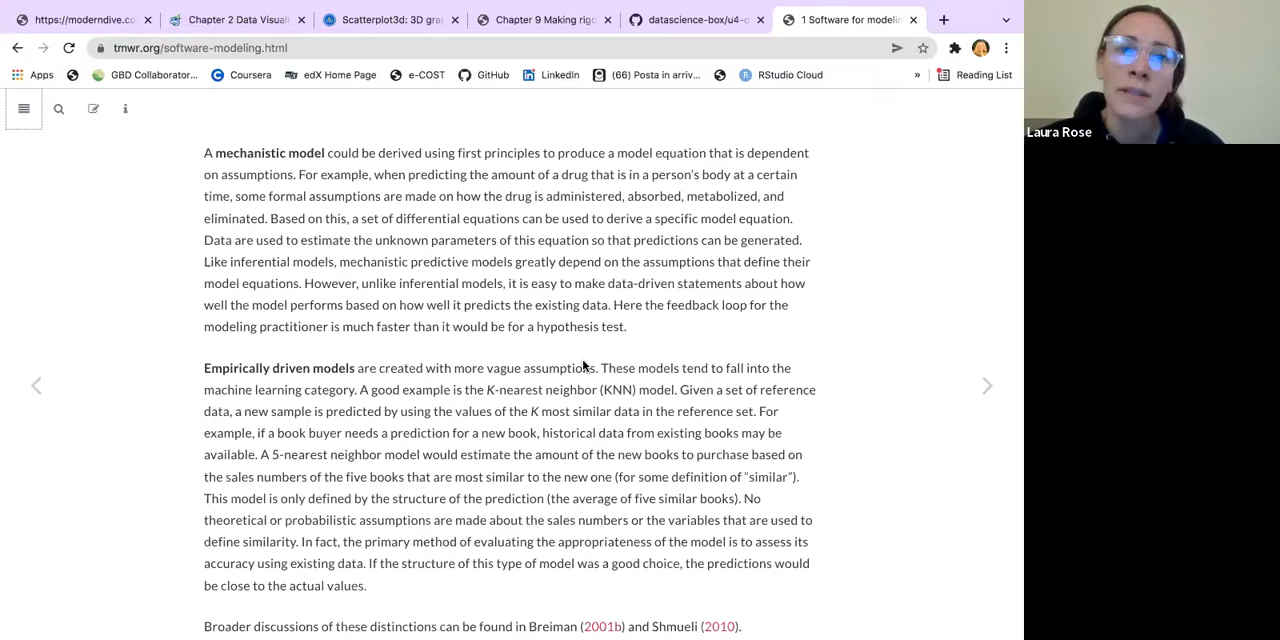 https://moderndive.co
Chapter 2 Data Visuali
Scatterplot3d: 3D gra
Chapter 9 Making rigo
datascience-box/u4-d
1 Software for modelin
tmwr.org/software-modeling.html
Apps
GBD Collaborator...
Coursera
edX Home Page
e-COST
GitHub
LinkedIn
(66) Posta in arriv...
RStudio Cloud
»
Reading List
Laura Rose
A mechanistic model could be derived using first principles to produce a model equation that is dependent
on assumptions. For example, when predicting the amount of a drug that is in a person's body at a certain
time, some formal assumptions are made on how the drug is administered, absorbed, metabolized, and
eliminated. Based on this, a set of differential equations can be used to derive a specific model equation.
Data are used to estimate the unknown parameters of this equation so that predictions can be generated.
Like inferential models, mechanistic predictive models greatly depend on the assumptions that define their
model equations. However, unlike inferential models, it is easy to make data-driven statements about how
well the model performs based on how well it predicts the existing data. Here the feedback loop for the
modeling practitioner is much faster than it would be for a hypothesis test.
Empirically driven models are created with more vague assumptions. These models tend to fall into the
machine learning category. A good example is the K-nearest neighbor (KNN) model. Given a set of reference
data, a new sample is predicted by using the values of the K most similar data in the reference set. For
example, if a book buyer needs a prediction for a new book, historical data from existing books may be
available. A 5-nearest neighbor model would estimate the amount of the new books to purchase based on
the sales numbers of the five books that are most similar to the new one (for some definition of “similar”).
This model is only defined by the structure of the prediction (the average of five similar books). No
theoretical or probabilistic assumptions are made about the sales numbers or the variables that are used to
define similarity. In fact, the primary method of evaluating the appropriateness of the model is to assess its
accuracy using existing data. If the structure of this type of model was a good choice, the predictions would
be close to the actual values.
Broader discussions of these distinctions can be found in Breiman (2001b) and Shmueli (2010).